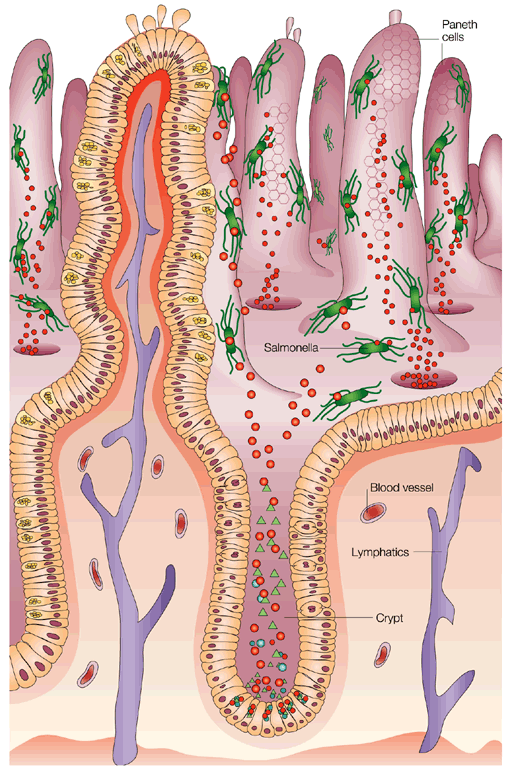 Paneth
cells
Salmonella
Blood vessel
Lymphatics
Crypt